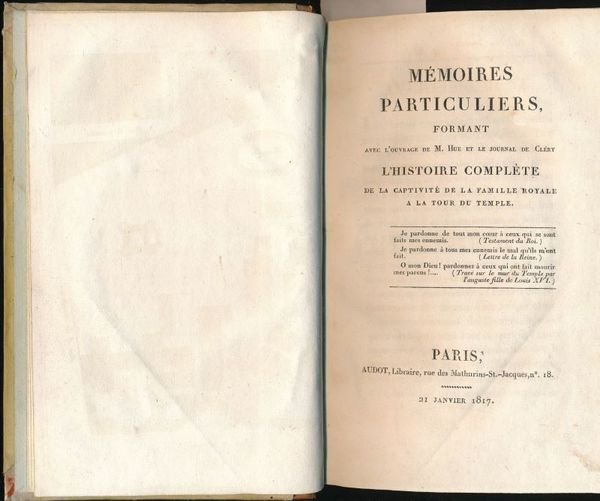 MÉMOIRES
PARTICULIERS,
FORMANT
AVEC L'OUVRAGE DE M. HUE ET LE JOURNAL DE CLÉRY
L'HISTOIRE COMPLÈTE
DE LA CAPTIVITÉ DE LA FAMILLE ROYALE
A LA TOUR DU TEMPLE.
Je pardonne de tout mon cœur à ceux qui se sont
faits mes ennemis. (Testament du Roi.)
Je pardonne à tous mes ennemis le mal qu'ils m'ont
fait. (Lettre de la Reine.)
O mon Dieu! pardonnez à ceux qui ont fait mourir
mes parens!.... (Tracé sur le mur du Temple par
l'auguste fille de Louis XVI.)
PARIS,
AUDOT, Libraire, rue des Mathurins-St.-Jacques, nº. 18.
21 JANVIER 1817.